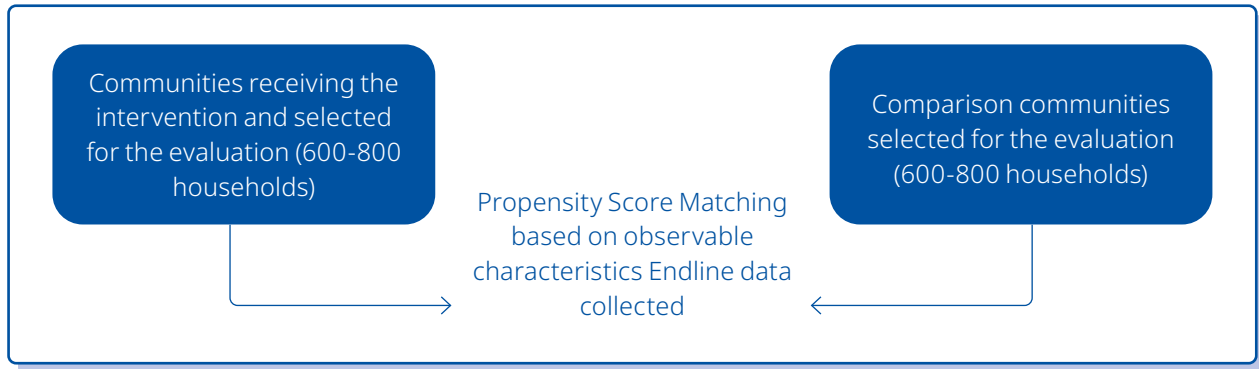 Communities receiving the
intervention and selected
for the evaluation (600-800
households)
Propensity Score Matching
based on observable
characteristics Endline data
collected
Comparison communities
selected for the evaluation
(600-800 households)